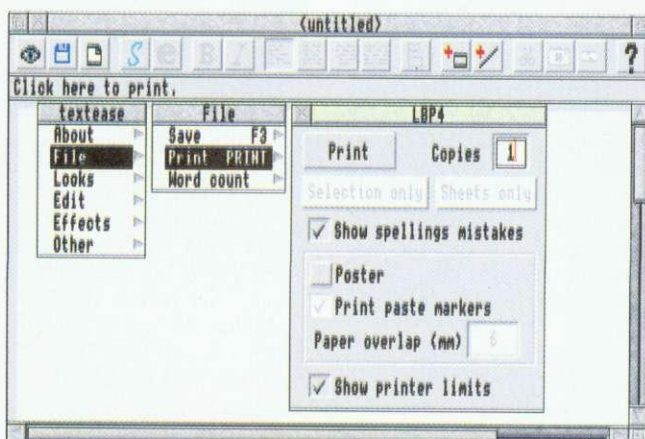 <untitled>
S e B I ?
Click here to print.
textease
About
File
Looks
Edit
Effects
Other
File
Save F3
Print PRINT
Word count
LBP4
Print Copies 1
Selection only Sheets only
Show spellings mistakes
Poster
Print paste markers
Paper overlap (mm) 6
Show printer limits